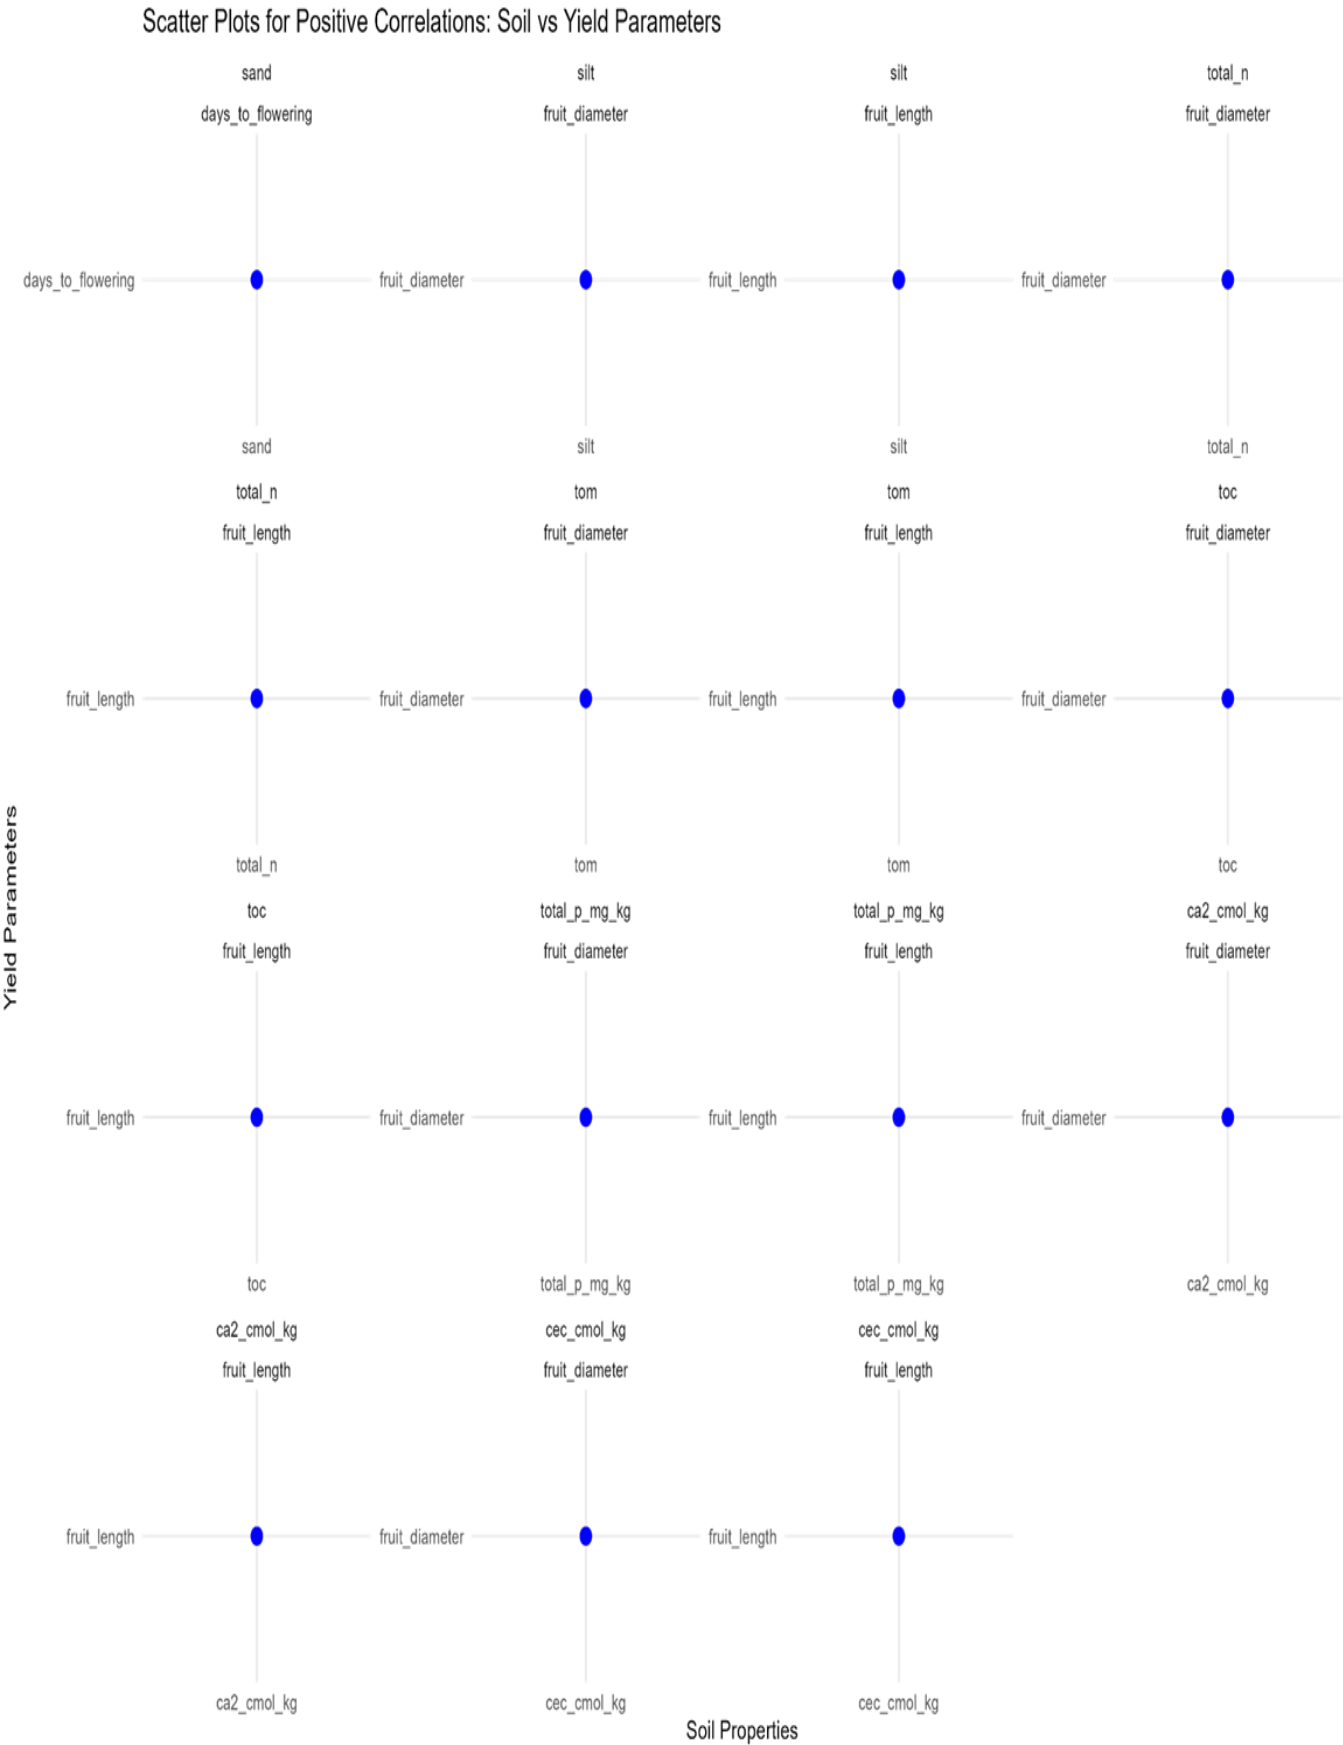 Scatter Plots for Positive Correlations: Soil vs Yield Parameters
sand silt silt total_n
days_to_flowering fruit_diameter fruit_length fruit_diameter
days_to_flowering fruit_diameter fruit_length fruit_diameter
sand silt silt total_n
total_n tom tom toc
fruit_length fruit_diameter fruit_length fruit_diameter
fruit_length fruit_diameter fruit_length fruit_diameter
total_n tom tom toc
toc total_p_mg_kg total_p_mg_kg ca2_cmol_kg
fruit_length fruit_diameter fruit_length fruit_diameter
fruit_length fruit_diameter fruit_length fruit_diameter
toc total_p_mg_kg total_p_mg_kg ca2_cmol_kg
ca2_cmol_kg cec_cmol_kg cec_cmol_kg
fruit_length fruit_diameter fruit_length
fruit_length fruit_diameter fruit_length
ca2_cmol_kg cec_cmol_kg cec_cmol_kg
Soil Properties
Yield Parameters